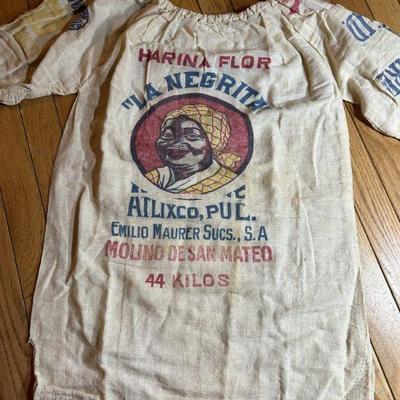 HARINA FLOR
"LA NEGRITA"
ATLIXCO, PUE.
EMILIO MAURER SUCS., S.A
MOLINO DE SAN MATEO
44 KILOS